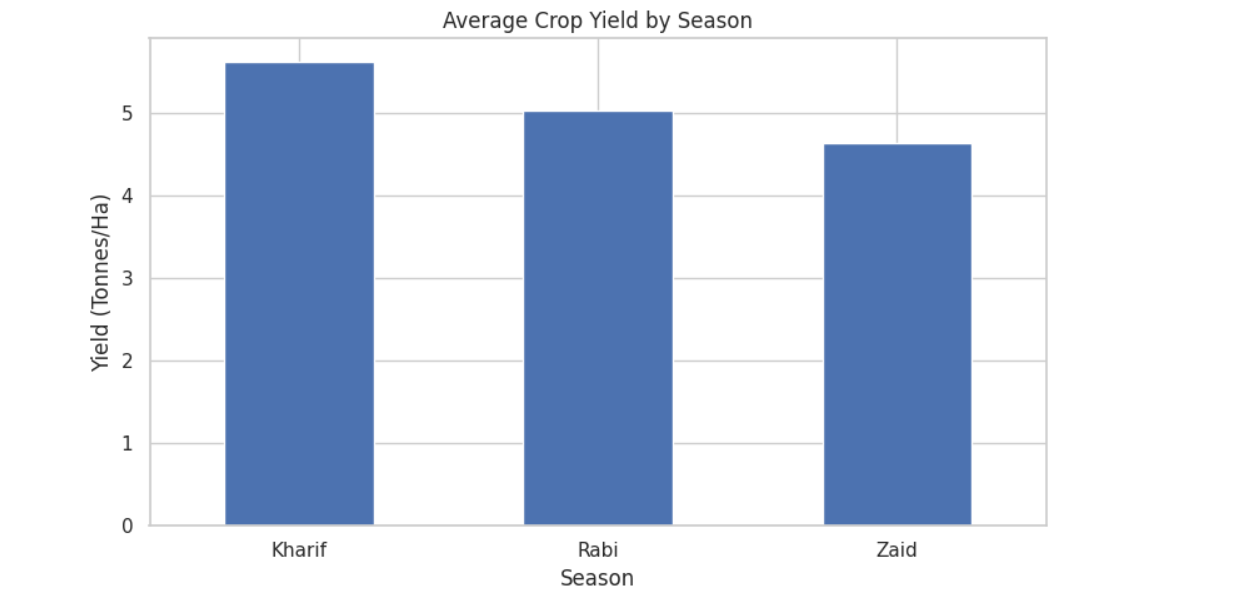 Average Crop Yield by Season
Yield (Tonnes/Ha)
5
4
3
2
1
0
Kharif Rabi Zaid
Season